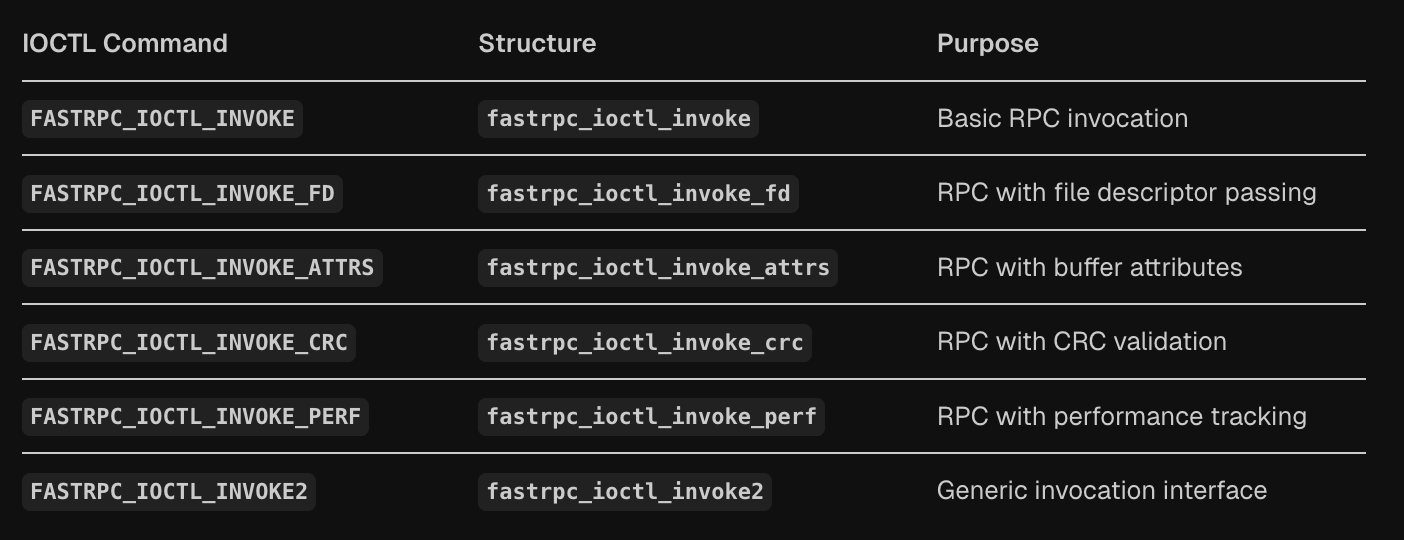 IOCTL Command Structure Purpose
FASTRPC_IOCTL_INVOKE fastrpc_ioctl_invoke Basic RPC invocation
FASTRPC_IOCTL_INVOKE_FD fastrpc_ioctl_invoke_fd RPC with file descriptor passing
FASTRPC_IOCTL_INVOKE_ATTRS fastrpc_ioctl_invoke_attrs RPC with buffer attributes
FASTRPC_IOCTL_INVOKE_CRC fastrpc_ioctl_invoke_crc RPC with CRC validation
FASTRPC_IOCTL_INVOKE_PERF fastrpc_ioctl_invoke_perf RPC with performance tracking
FASTRPC_IOCTL_INVOKE2 fastrpc_ioctl_invoke2 Generic invocation interface